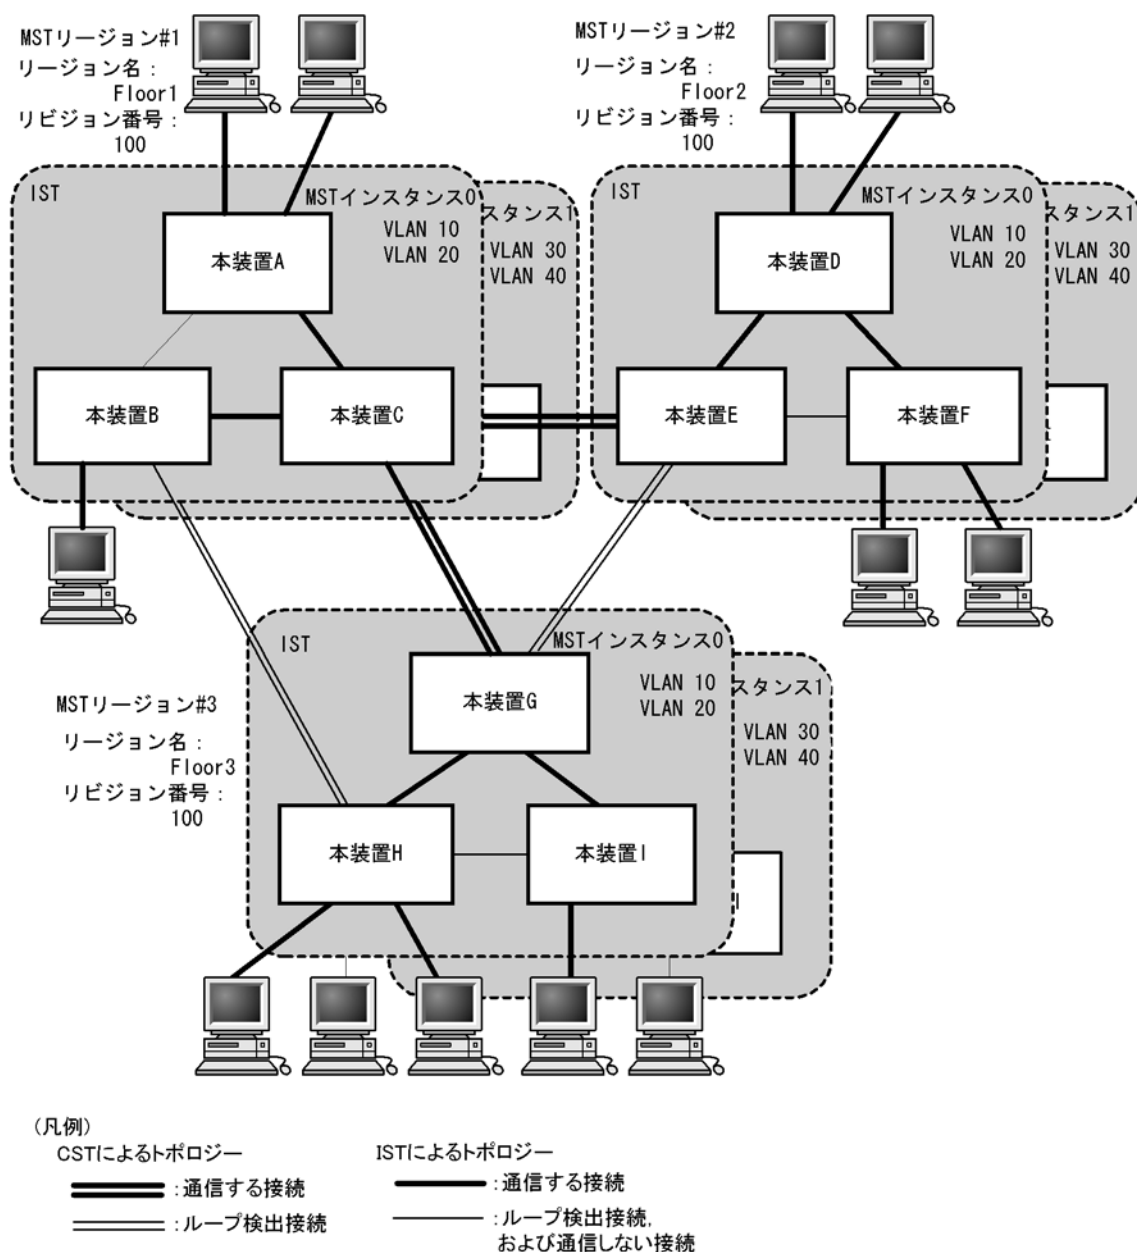 MSTリージョン#1
リージョン名：
Floor1
リビジョン番号：
100
MSTリージョン#2
リージョン名：
Floor2
リビジョン番号：
100
IST
MSTインスタンス0
VLAN 10
VLAN 20
スタンス1
VLAN 30
VLAN 40
本装置A
本装置B
本装置C
IST
MSTインスタンス0
VLAN 10
VLAN 20
スタンス1
VLAN 30
VLAN 40
本装置D
本装置E
本装置F
IST
MSTインスタンス0
VLAN 10
VLAN 20
スタンス1
VLAN 30
VLAN 40
本装置G
MSTリージョン#3
リージョン名：
Floor3
リビジョン番号：
100
本装置H
本装置I
(凡例)
CSTによるトポロジー
：通信する接続
：ループ検出接続
ISTによるトポロジー
：通信する接続
：ループ検出接続，
および通信しない接続